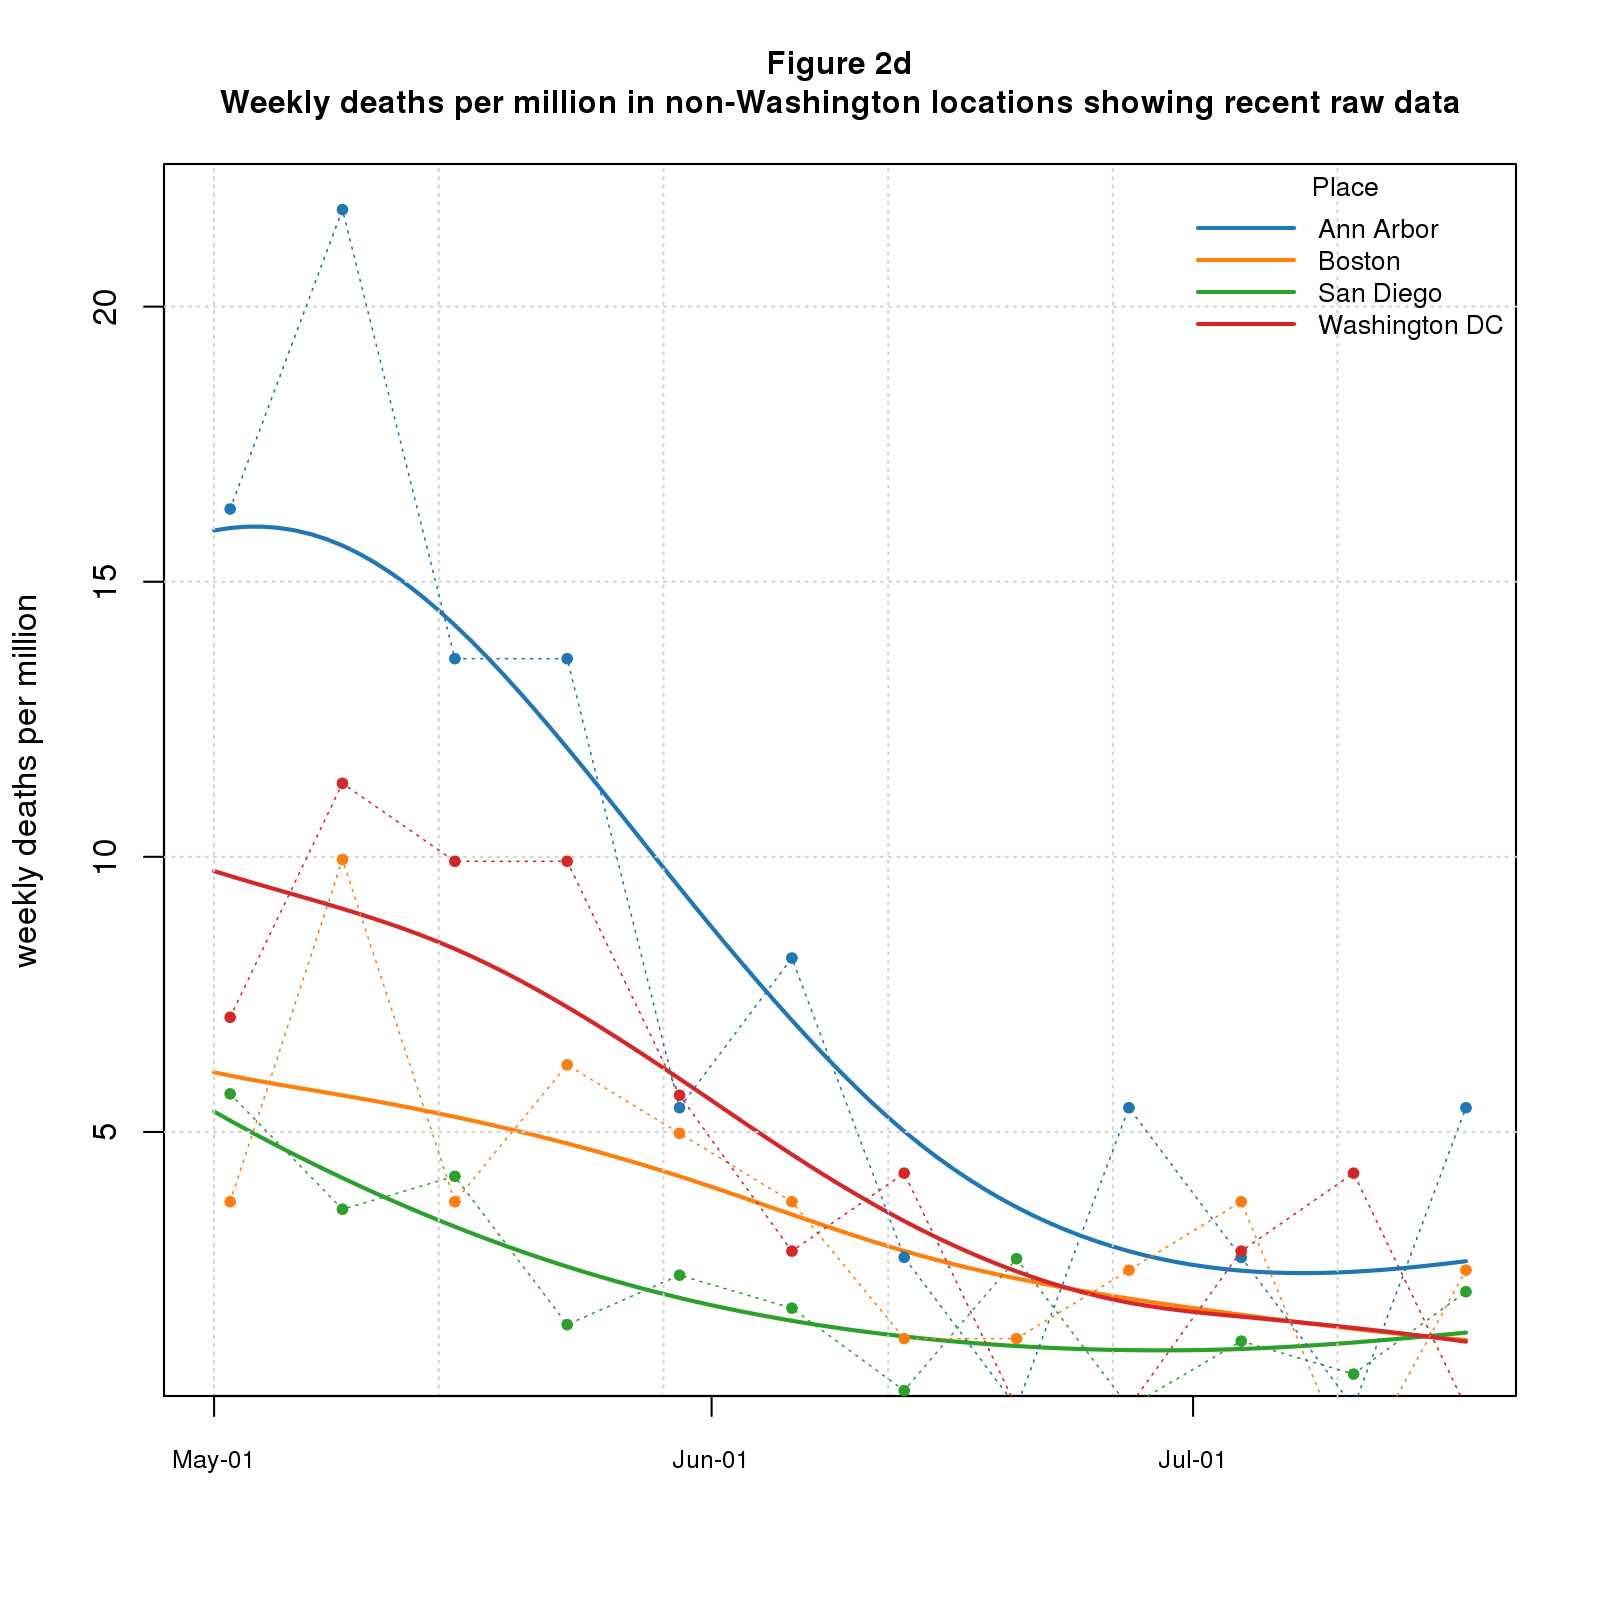 Figure 2d
Weekly deaths per million in non-Washington locations showing recent raw data
Place
Ann Arbor
Boston
San Diego
Washington DC
20
15
10
5
weekly deaths per million
May-01
Jun-01
Jul-01